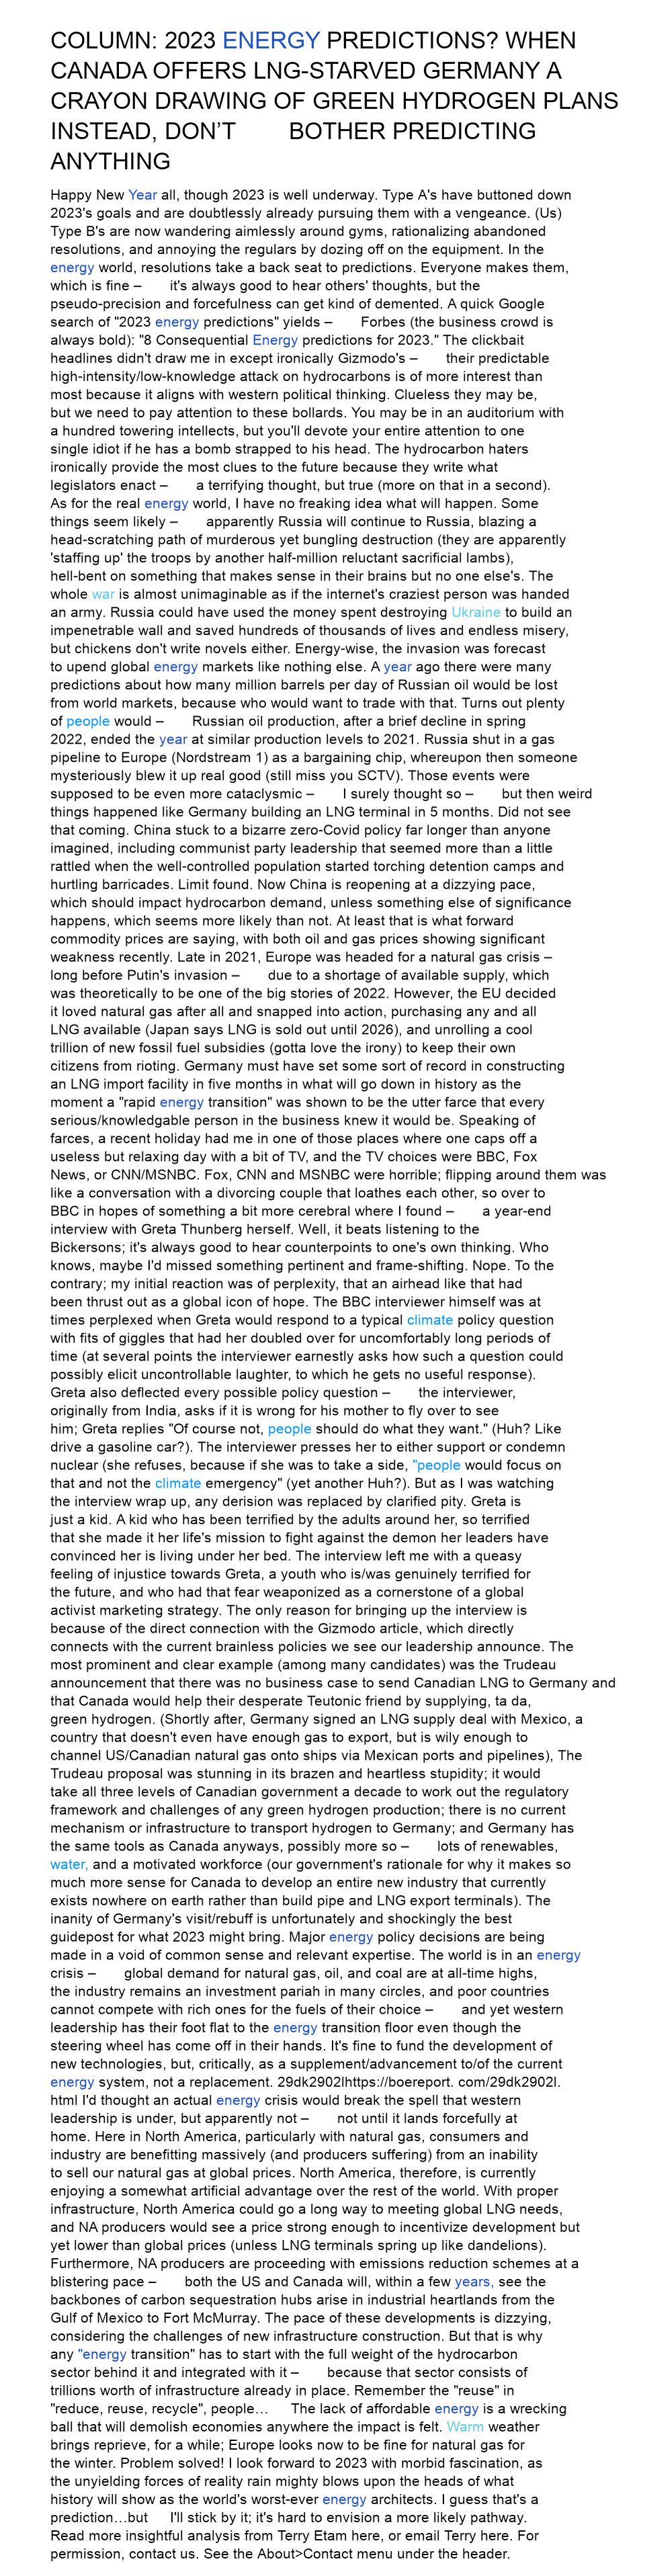 COLUMN: 2023 ENERGY PREDICTIONS? WHEN
CANADA OFFERS LNG-STARVED GERMANY A
CRAYON DRAWING OF GREEN HYDROGEN PLANS
INSTEAD, DON’T BOTHER PREDICTING
ANYTHING
Happy New Year all, though 2023 is well underway. Type A's have buttoned down
2023's goals and are doubtlessly already pursuing them with a vengeance. (Us)
Type B's are now wandering aimlessly around gyms, rationalizing abandoned
resolutions, and annoying the regulars by dozing off on the equipment. In the
energy world, resolutions take a back seat to predictions. Everyone makes them,
which is fine – it's always good to hear others' thoughts, but the
pseudo-precision and forcefulness can get kind of demented. A quick Google
search of "2023 energy predictions" yields – Forbes (the business crowd is
always bold): "8 Consequential Energy predictions for 2023." The clickbait
headlines didn't draw me in except ironically Gizmodo's – their predictable
high-intensity/low-knowledge attack on hydrocarbons is of more interest than
most because it aligns with western political thinking. Clueless they may be,
but we need to pay attention to these bollards. You may be in an auditorium with
a hundred towering intellects, but you'll devote your entire attention to one
single idiot if he has a bomb strapped to his head. The hydrocarbon haters
ironically provide the most clues to the future because they write what
legislators enact – a terrifying thought, but true (more on that in a second).
As for the real energy world, I have no freaking idea what will happen. Some
things seem likely – apparently Russia will continue to Russia, blazing a
head-scratching path of murderous yet bungling destruction (they are apparently
'staffing up' the troops by another half-million reluctant sacrificial lambs),
hell-bent on something that makes sense in their brains but no one else's. The
whole war is almost unimaginable as if the internet's craziest person was handed
an army. Russia could have used the money spent destroying Ukraine to build an
impenetrable wall and saved hundreds of thousands of lives and endless misery,
but chickens don't write novels either. Energy-wise, the invasion was forecast
to upend global energy markets like nothing else. A year ago there were many
predictions about how many million barrels per day of Russian oil would be lost
from world markets, because who would want to trade with that. Turns out plenty
of people would – Russian oil production, after a brief decline in spring
2022, ended the year at similar production levels to 2021. Russia shut in a gas
pipeline to Europe (Nordstream 1) as a bargaining chip, whereupon then someone
mysteriously blew it up real good (still miss you SCTV). Those events were
supposed to be even more cataclysmic – I surely thought so – but then weird
things happened like Germany building an LNG terminal in 5 months. Did not see
that coming. China stuck to a bizarre zero-Covid policy far longer than anyone
imagined, including communist party leadership that seemed more than a little
rattled when the well-controlled population started torching detention camps and
hurtling barricades. Limit found. Now China is reopening at a dizzying pace,
which should impact hydrocarbon demand, unless something else of significance
happens, which seems more likely than not. At least that is what forward
commodity prices are saying, with both oil and gas prices showing significant
weakness recently. Late in 2021, Europe was headed for a natural gas crisis –
long before Putin's invasion – due to a shortage of available supply, which
was theoretically to be one of the big stories of 2022. However, the EU decided
it loved natural gas after all and snapped into action, purchasing any and all
LNG available (Japan says LNG is sold out until 2026), and unrolling a cool
trillion of new fossil fuel subsidies (gotta love the irony) to keep their own
citizens from rioting. Germany must have set some sort of record in constructing
an LNG import facility in five months in what will go down in history as the
moment a "rapid energy transition" was shown to be the utter farce that every
serious/knowledgable person in the business knew it would be. Speaking of
farces, a recent holiday had me in one of those places where one caps off a
useless but relaxing day with a bit of TV, and the TV choices were BBC, Fox
News, or CNN/MSNBC. Fox, CNN and MSNBC were horrible; flipping around them was
like a conversation with a divorcing couple that loathes each other, so over to
BBC in hopes of something a bit more cerebral where I found – a year-end
interview with Greta Thunberg herself. Well, it beats listening to the
Bickersons; it's always good to hear counterpoints to one's own thinking. Who
knows, maybe I'd missed something pertinent and frame-shifting. Nope. To the
contrary; my initial reaction was of perplexity, that an airhead like that had
been thrust out as a global icon of hope. The BBC interviewer himself was at
times perplexed when Greta would respond to a typical climate policy question
with fits of giggles that had her doubled over for uncomfortably long periods of
time (at several points the interviewer earnestly asks how such a question could
possibly elicit uncontrollable laughter, to which he gets no useful response).
Greta also deflected every possible policy question – the interviewer,
originally from India, asks if it is wrong for his mother to fly over to see
him; Greta replies "Of course not, people should do what they want." (Huh? Like
drive a gasoline car?). The interviewer presses her to either support or condemn
nuclear (she refuses, because if she was to take a side, "people would focus on
that and not the climate emergency" (yet another Huh?). But as I was watching
the interview wrap up, any derision was replaced by clarified pity. Greta is
just a kid. A kid who has been terrified by the adults around her, so terrified
that she made it her life's mission to fight against the demon her leaders have
convinced her is living under her bed. The interview left me with a queasy
feeling of injustice towards Greta, a youth who is/was genuinely terrified for
the future, and who had that fear weaponized as a cornerstone of a global
activist marketing strategy. The only reason for bringing up the interview is
because of the direct connection with the Gizmodo article, which directly
connects with the current brainless policies we see our leadership announce. The
most prominent and clear example (among many candidates) was the Trudeau
announcement that there was no business case to send Canadian LNG to Germany and
that Canada would help their desperate Teutonic friend by supplying, ta da,
green hydrogen. (Shortly after, Germany signed an LNG supply deal with Mexico, a
country that doesn't even have enough gas to export, but is wily enough to
channel US/Canadian natural gas onto ships via Mexican ports and pipelines), The
Trudeau proposal was stunning in its brazen and heartless stupidity; it would
take all three levels of Canadian government a decade to work out the regulatory
framework and challenges of any green hydrogen production; there is no current
mechanism or infrastructure to transport hydrogen to Germany; and Germany has
the same tools as Canada anyways, possibly more so – lots of renewables,
water, and a motivated workforce (our government's rationale for why it makes so
much more sense for Canada to develop an entire new industry that currently
exists nowhere on earth rather than build pipe and LNG export terminals). The
inanity of Germany's visit/rebuff is unfortunately and shockingly the best
guidepost for what 2023 might bring. Major energy policy decisions are being
made in a void of common sense and relevant expertise. The world is in an energy
crisis – global demand for natural gas, oil, and coal are at all-time highs,
the industry remains an investment pariah in many circles, and poor countries
cannot compete with rich ones for the fuels of their choice – and yet western
leadership has their foot flat to the energy transition floor even though the
steering wheel has come off in their hands. It's fine to fund the development of
new technologies, but, critically, as a supplement/advancement to/of the current
energy system, not a replacement. 29dk2902lhttps://boereport. com/29dk2902l.
html I'd thought an actual energy crisis would break the spell that western
leadership is under, but apparently not – not until it lands forcefully at
home. Here in North America, particularly with natural gas, consumers and
industry are benefitting massively (and producers suffering) from an inability
to sell our natural gas at global prices. North America, therefore, is currently
enjoying a somewhat artificial advantage over the rest of the world. With proper
infrastructure, North America could go a long way to meeting global LNG needs,
and NA producers would see a price strong enough to incentivize development but
yet lower than global prices (unless LNG terminals spring up like dandelions).
Furthermore, NA producers are proceeding with emissions reduction schemes at a
blistering pace – both the US and Canada will, within a few years, see the
backbones of carbon sequestration hubs arise in industrial heartlands from the
Gulf of Mexico to Fort McMurray. The pace of these developments is dizzying,
considering the challenges of new infrastructure construction. But that is why
any "energy transition" has to start with the full weight of the hydrocarbon
sector behind it and integrated with it – because that sector consists of
trillions worth of infrastructure already in place. Remember the "reuse" in
"reduce, reuse, recycle", people… The lack of affordable energy is a wrecking
ball that will demolish economies anywhere the impact is felt. Warm weather
brings reprieve, for a while; Europe looks now to be fine for natural gas for
the winter. Problem solved! I look forward to 2023 with morbid fascination, as
the unyielding forces of reality rain mighty blows upon the heads of what
history will show as the world's worst-ever energy architects. I guess that's a
prediction…but I'll stick by it; it's hard to envision a more likely pathway.
Read more insightful analysis from Terry Etam here, or email Terry here. For
permission, contact us. See the About>Contact menu under the header.